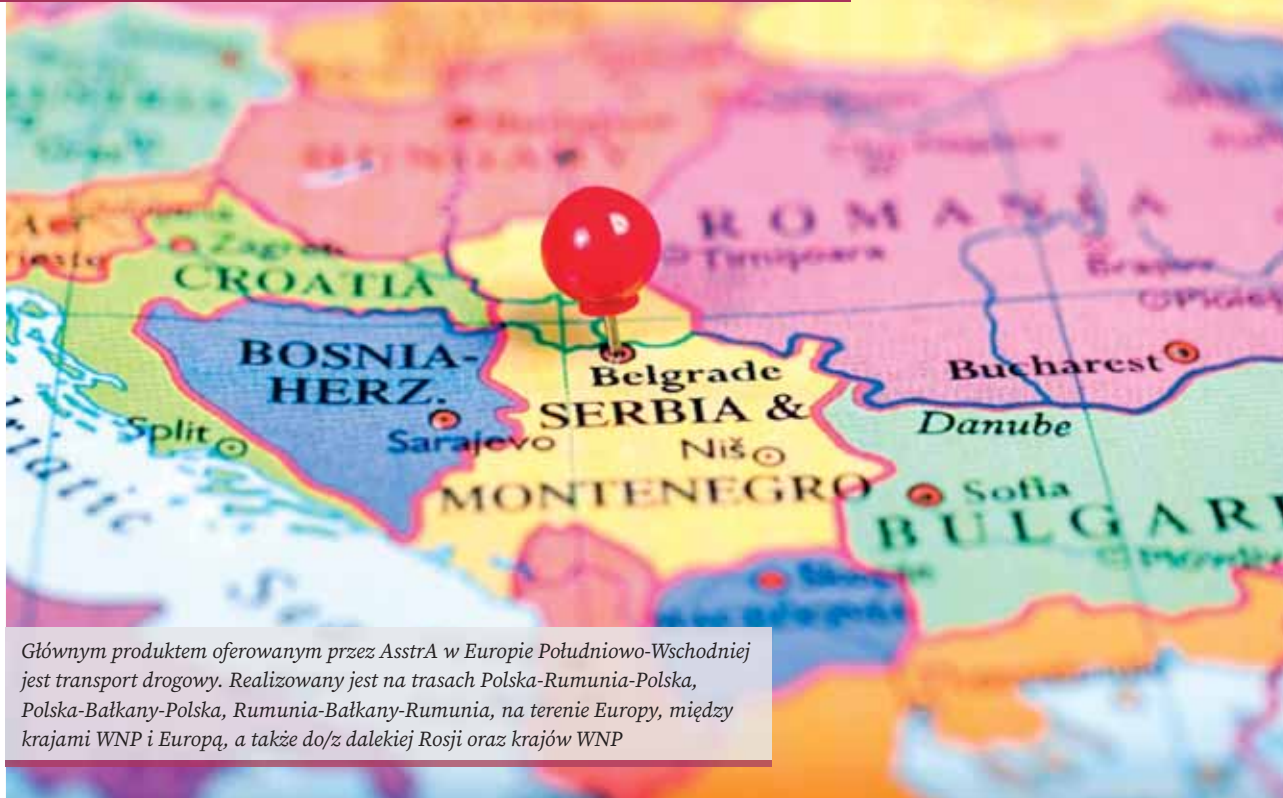 HUNGARY
ROMANIA
Timişoara
Zagreb
CROATIA
BOSNIA-
HERZ.
Sarajevo
Split
Belgrade
SERBIA &
Niš
MONTENEGRO
Bucharest
Danube
Sofia
BULGARI
Głównym produktem oferowanym przez AsstrA w Europie Południowo-Wschodniej
jest transport drogowy. Realizowany jest na trasach Polska-Rumunia-Polska,
Polska-Bałkany-Polska, Rumunia-Bałkany-Rumunia, na terenie Europy, między
krajami WNP i Europą, a także do/z dalekiej Rosji oraz krajów WNP